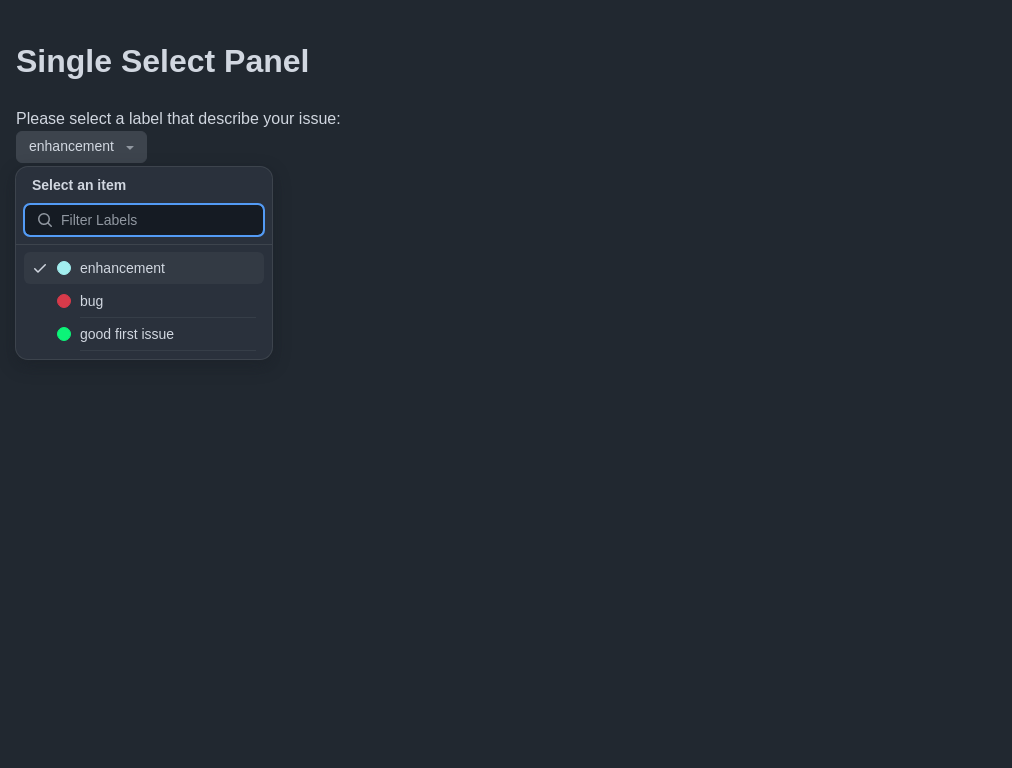 Single Select Panel
Please select a label that describe your issue:
enhancement
Select an item
Filter Labels
enhancement
bug
good first issue